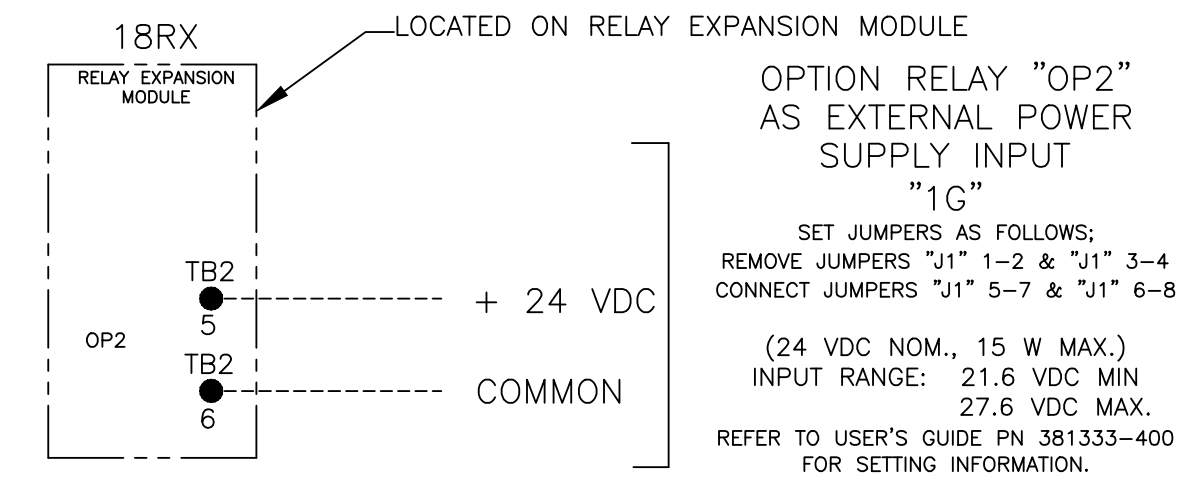 18RX
LOCATED ON RELAY EXPANSION MODULE
RELAY EXPANSION
MODULE
TB2
5
OP2
TB2
6
+ 24 VDC
COMMON
OPTION RELAY "OP2"
AS EXTERNAL POWER
SUPPLY INPUT
"1G"
SET JUMPERS AS FOLLOWS;
REMOVE JUMPERS "J1" 1-2 & "J1" 3-4
CONNECT JUMPERS "J1" 5-7 & "J1" 6-8
(24 VDC NOM., 15 W MAX.)
INPUT RANGE: 21.6 VDC MIN
27.6 VDC MAX.
REFER TO USER'S GUIDE PN 381333-400
FOR SETTING INFORMATION.